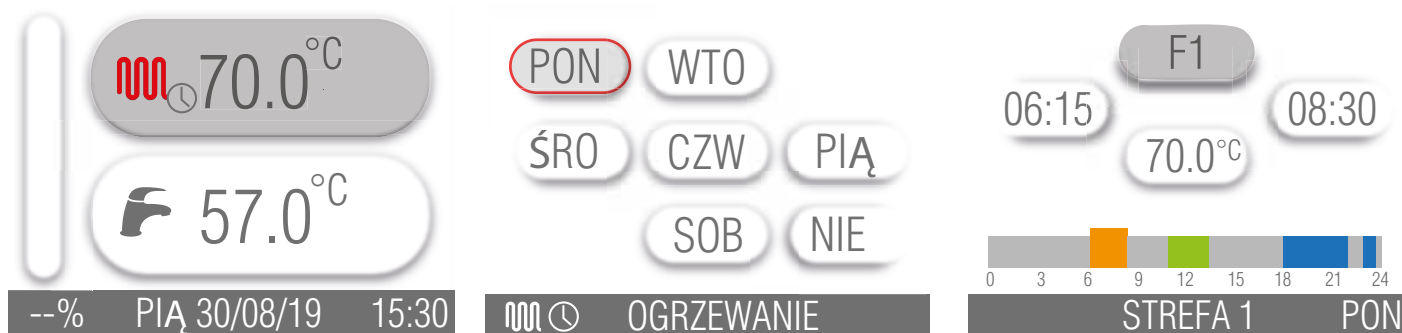 70.0°C
57.0°C
--% PIĄ 30/08/19 15:30
PON WTO
ŚRO CZW PIĄ
SOB NIE
OGRZEWANIE
F1
06:15 08:30
70.0°C
0 3 6 9 12 15 18 21 24
STREFA 1 PON